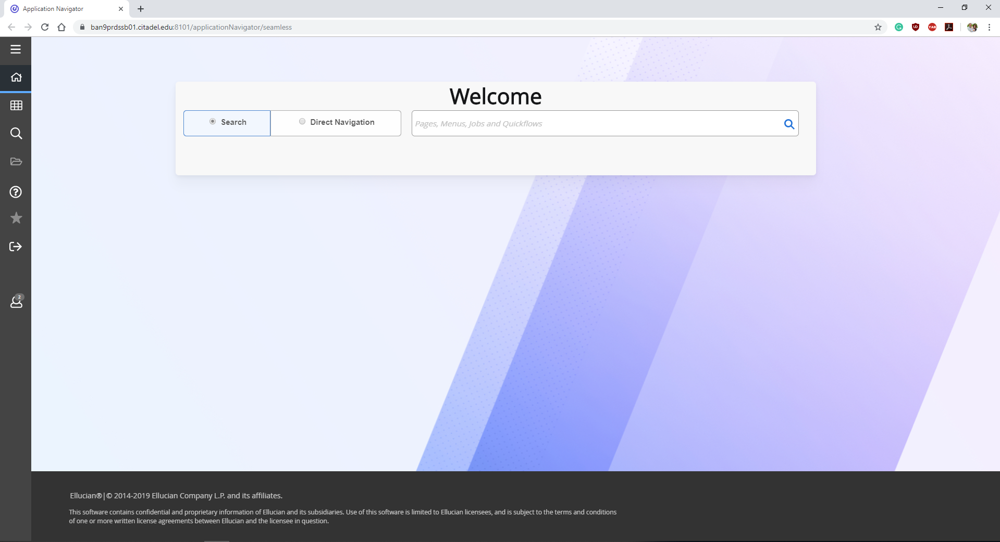 Application Navigator
ban9prdssb01.citadel.edu:8101/applicationNavigator/seamless
UD
YAB
Welcome
Search
Direct Navigation
Pages, Menus, Jobs and Quickflows
2
Ellucian®|© 2014-2019 Ellucian Company L.P. and its affiliates.
This software contains confidential and proprietary information of Ellucian and its subsidiaries. Use of this software is limited to Ellucian licensees, and is subject to the terms and conditions
of one or more written license agreements between Ellucian and the licensee in question.